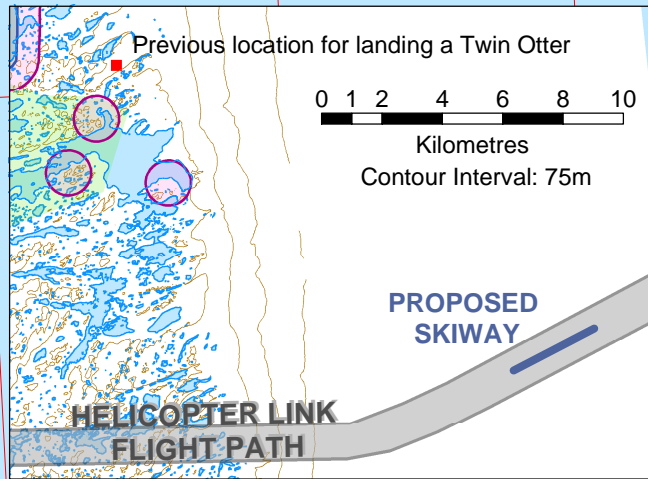 Previous location for landing a Twin Otter
0 1 2 4 6 8 10
Kilometres
Contour Interval: 75m
PROPOSED
SKIWAY
HELICOPTER LINK
FLIGHT PATH